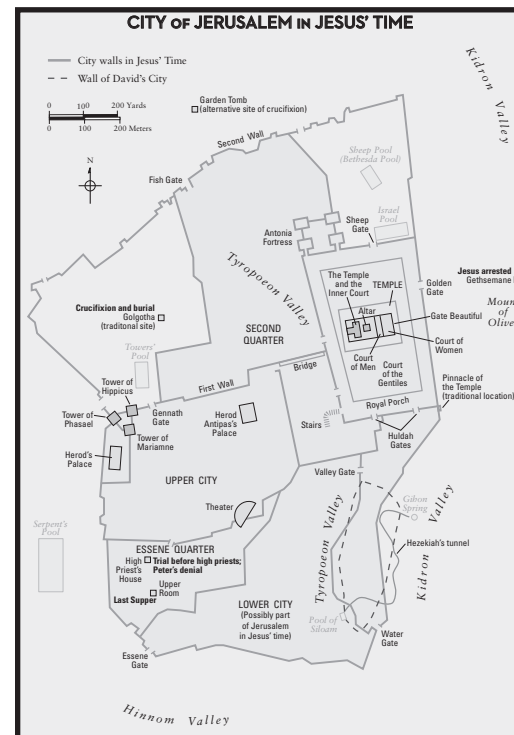 CITY OF JERUSALEM IN JESUS' TIME
City walls in Jesus' Time
Wall of David's City
0 100 200 Yards
0 100 200 Meters
N
Garden Tomb
(alternative site of crucifixion)
Kidron Valley
Second Wall
Fish Gate
Sheep Pool
(Bethesda Pool)
Israel
Pool
Sheep
Gate
Antonia
Fortress
Tyropoeon Valley
The Temple
and the
Inner Court
TEMPLE
Altar
Golden
Gate
Jesus arrested
Gethsemane
Gate Beautiful
Moun
of
Olive
Crucifixion and burial
Golgotha
(traditonal site)
SECOND
QUARTER
Court of
Women
Court
of Men
Court
of the
Gentiles
Towers'
Pool
Bridge
Pinnacle of
the Temple
(traditional location)
Tower of
Hippicus
First Wall
Royal Porch
Tower of
Phasael
Gennath
Gate
Herod
Antipas's
Palace
Stairs
Huldah
Gates
Tower of
Mariamne
Herod's
Palace
Valley Gate
UPPER CITY
Gihon
Spring
Theater
Tyropoeon Valley
Kidron Valley
Hezekiah's tunnel
Serpent's
Pool
ESSENE QUARTER
High
Priest's
House
Trial before high priests;
Peter's denial
Upper
Room
Last Supper
LOWER CITY
(Possibly part
of Jerusalem
in Jesus' time)
Pool of
Siloam
Water
Gate
Essene
Gate
Hinnom Valley